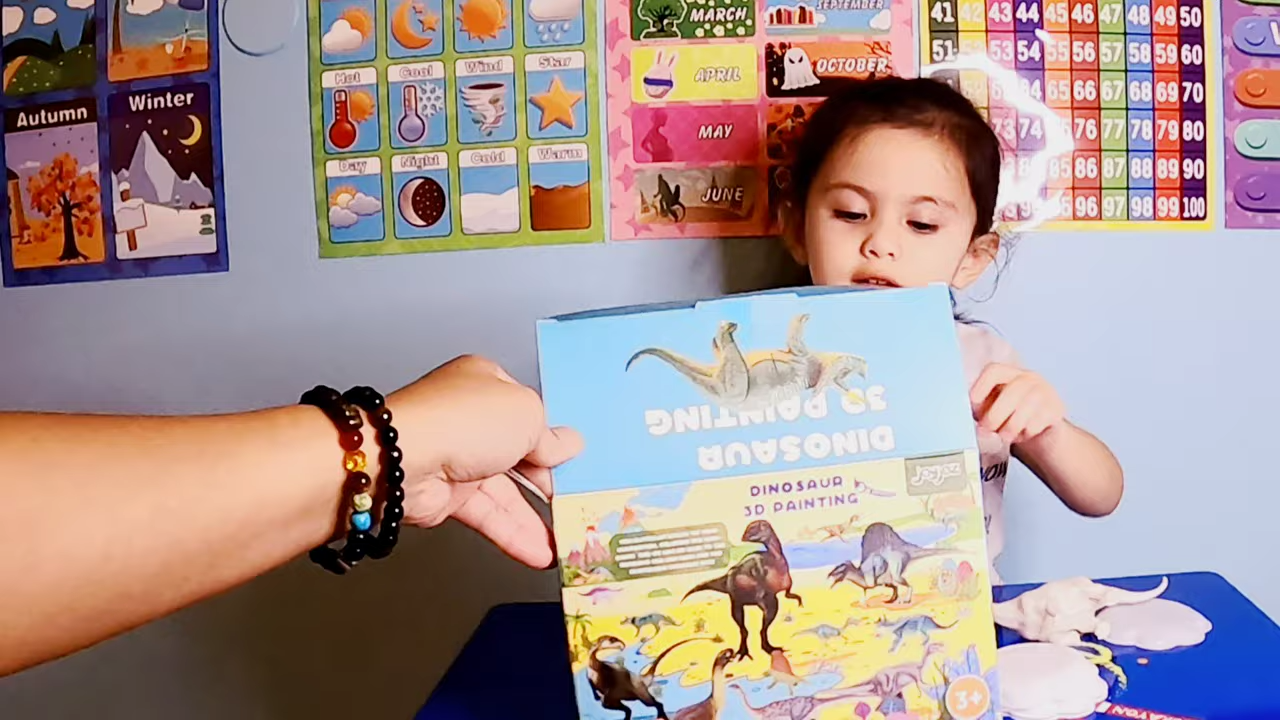 Autumn
Winter
Hot
Cool
Wind
Star
Day
Night
Cold
Warm
MARCH
APRIL
MAY
JUNE
SEPTEMBER
OCTOBER
41 42 43 44 45 46 47 48 49 50
51 53 54 55 56 57 58 59 60
65 66 67 68 69 70
73 74 75 76 77 78 79 80
85 86 87 88 89 90
96 97 98 99 100
DINOSAUR
3D PAINTING
DINOSAUR
3D PAINTING
3+